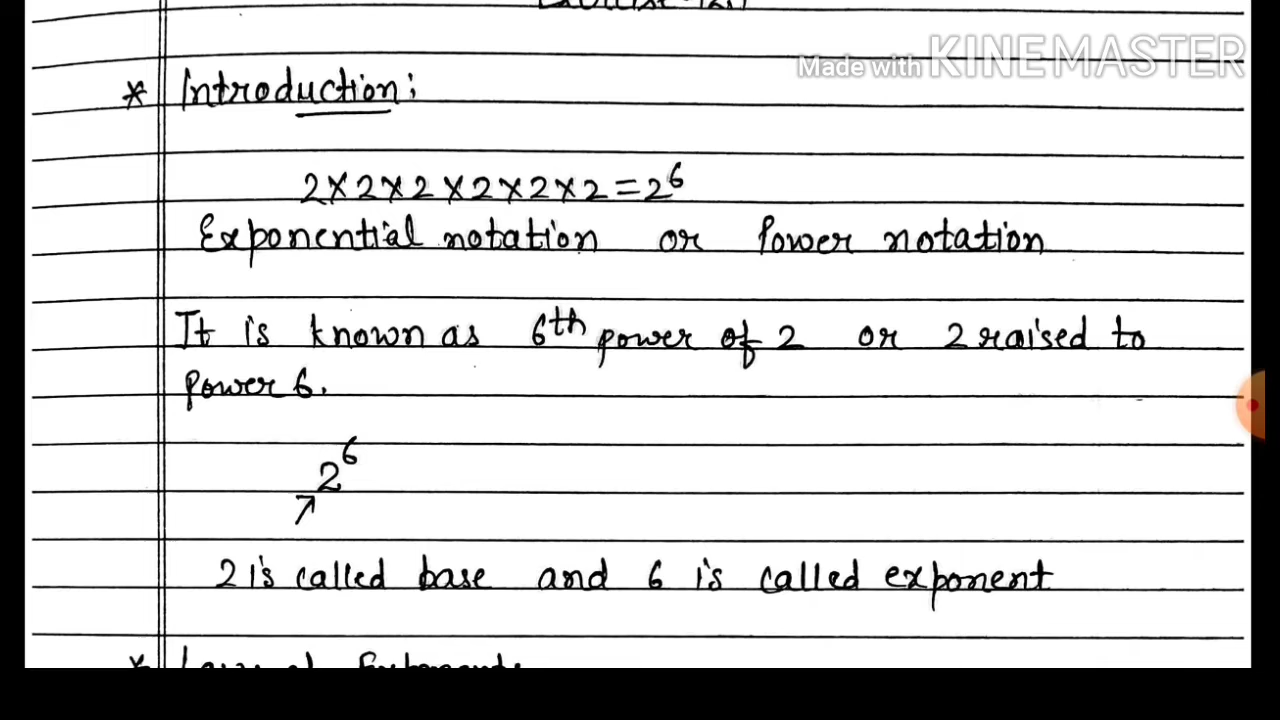 Made with KINEMASTER
* Introduction:
2×2×2×2×2×2=2⁶
Exponential notation or Power notation
It is known as 6th power of 2 or 2 raised to
power 6.
2⁶
2 is called base and 6 is called exponent